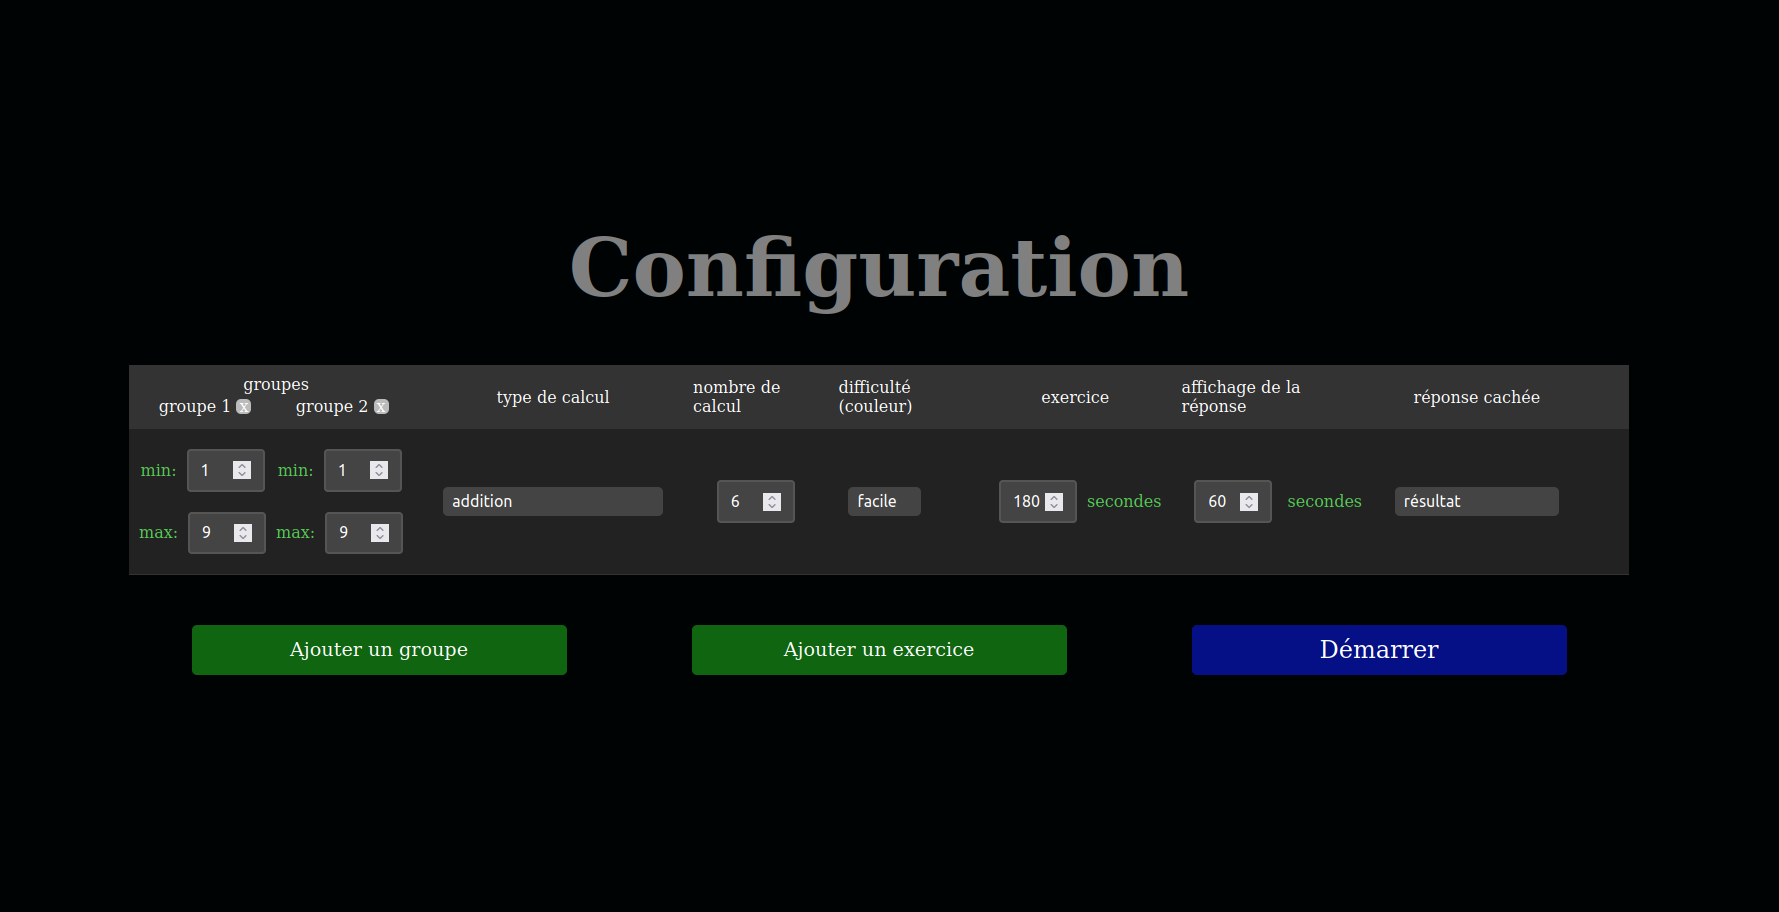 Configuration
groupes
groupe 1 x groupe 2 x
type de calcul
nombre de
calcul
difficulté
(couleur)
exercice
affichage de la
réponse
réponse cachée
min: 1 min: 1
max: 9 max: 9
addition
6
facile
180 secondes
60 secondes
résultat
Ajouter un groupe
Ajouter un exercice
Démarrer